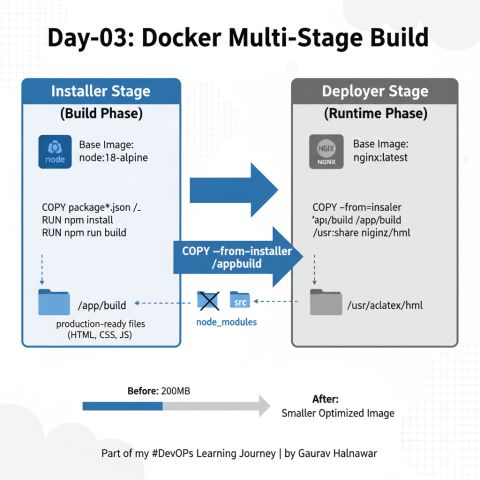 Day-03: Docker Multi-Stage Build
Installer Stage
(Build Phase)
node
Base Image:
node:18-alpine
COPY package*.json /_
RUN npm install
RUN npm run build
/app/build
production-ready files
(HTML, CSS, JS)
COPY –from–installer
/appbuild
src
node_modules
Deployer Stage
(Runtime Phase)
NGIX
NGNX
Base Image:
nginx:latest
COPY –from=insaler
'apı/build /app/build
/usr:share niginz/hml
/usr/aclatex/hml
Before: 200MB
After:
Smaller Optimized Image
Part of my #DevOPs Learning Journey | by Gaurav Halnawar